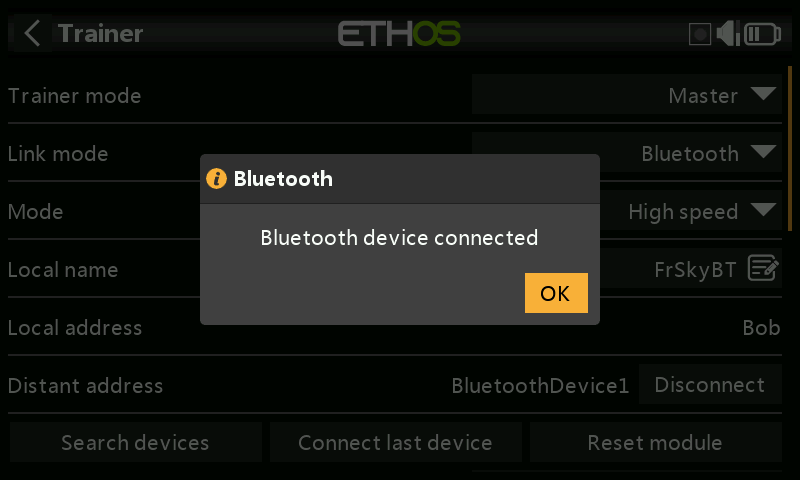 Trainer
ETHOS
Trainer mode
Master
Link mode
Bluetooth
Bluetooth
Mode
High speed
Bluetooth device connected
Local name
FrSkyBT
OK
Local address
Bob
Distant address
BluetoothDevice1
Disconnect
Search devices
Connect last device
Reset module